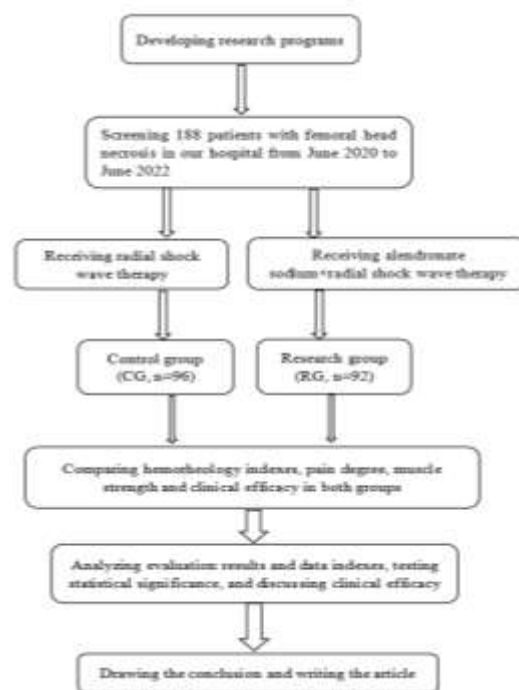 Developing research programs
Screening 188 patients with femoral head
necrosis in our hospital from June 2020 to
June 2022
Receiving radial shock
wave therapy
Receiving alendronate
sodium+radial shock wave therapy
Control group
(CG, n=96)
Research group
(RG, n=92)
Comparing hemorheology indexes, pain degree, muscle
strength and clinical efficacy in both groups
Analyzing evaluation results and data indexes, testing
statistical significance, and discussing clinical efficacy
Drawing the conclusion and writing the article